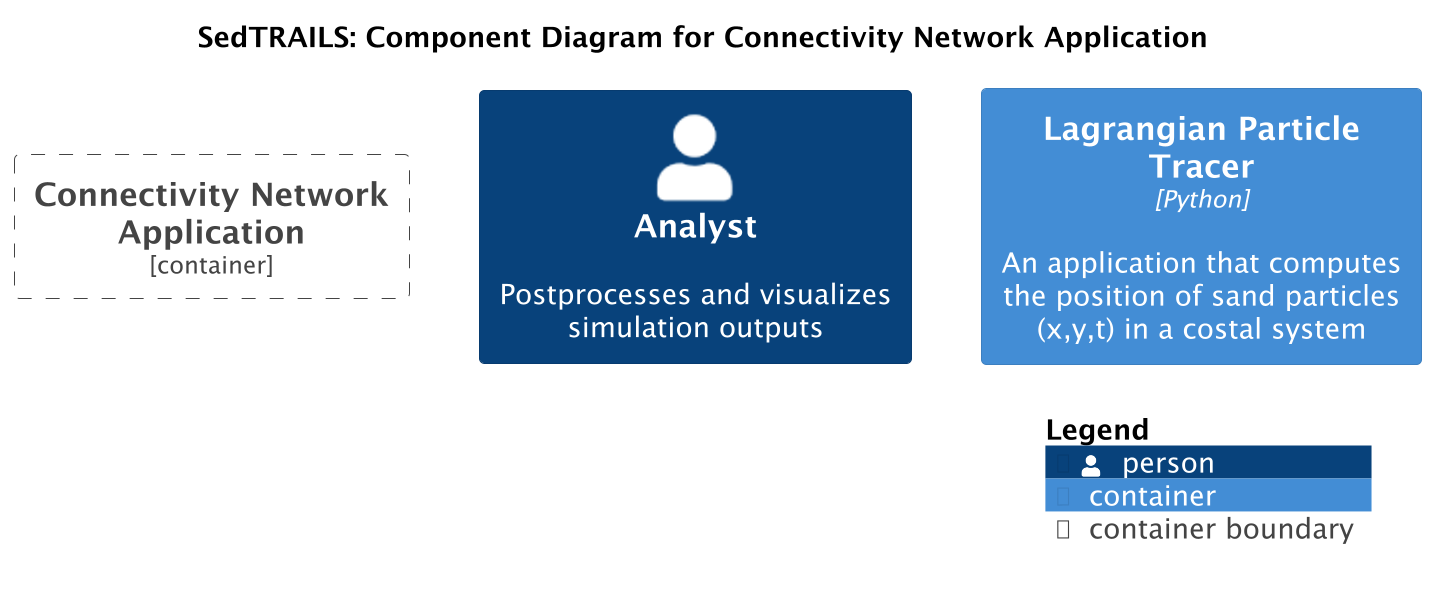 SedTRAILS: Component Diagram for Connectivity Network Application
Connectivity Network
Application
[container]
Analyst
Postprocesses and visualizes
simulation outputs
Lagrangian Particle
Tracer
[Python]
An application that computes
the position of sand particles
(x,y,t) in a costal system
Legend
person
container
container boundary